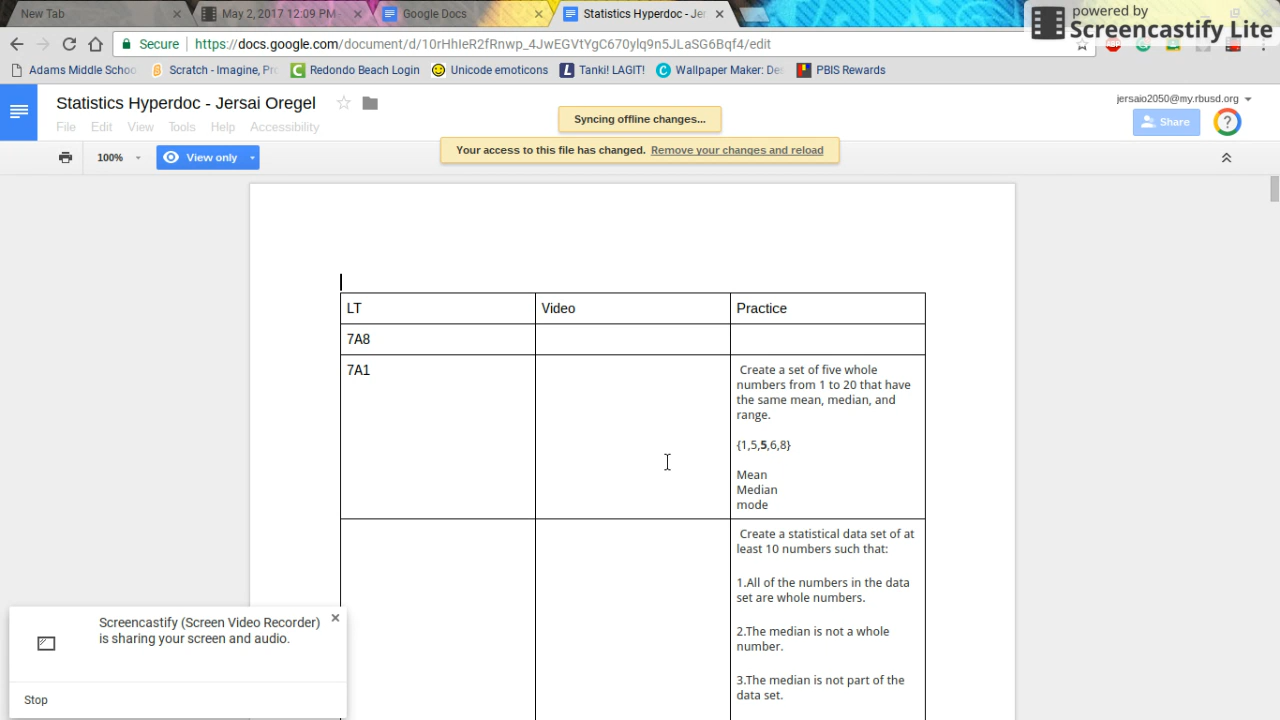 New Tab
May 2, 2017 12:09 PM
Google Docs
Statistics Hyperdoc - Jer
powered by
Screencastify Lite
Secure
https://docs.google.com/document/d/10rHhIeR2fRnwp_4JwEGVtYgC670ylq9n5JLaSG6Bqf4/edit
Adams Middle Schoo
Scratch - Imagine, Pr
Redondo Beach Login
Unicode emoticons
Tanki! LAGIT!
Wallpaper Maker: De
PBIS Rewards
Statistics Hyperdoc - Jersai Oregel
jersaio2050@my.rbusd.org
File Edit View Tools Help Accessibility
Syncing offline changes...
Share
Your access to this file has changed. Remove your changes and reload
100%
View only
LT
Video
Practice
7A8
7A1
Create a set of five whole
numbers from 1 to 20 that have
the same mean, median, and
range.
{1,5,5,6,8}
Mean
Median
mode
Create a statistical data set of at
least 10 numbers such that:
1.All of the numbers in the data
set are whole numbers.
2.The median is not a whole
number.
3.The median is not part of the
data set.
Screencastify (Screen Video Recorder)
is sharing your screen and audio.
Stop